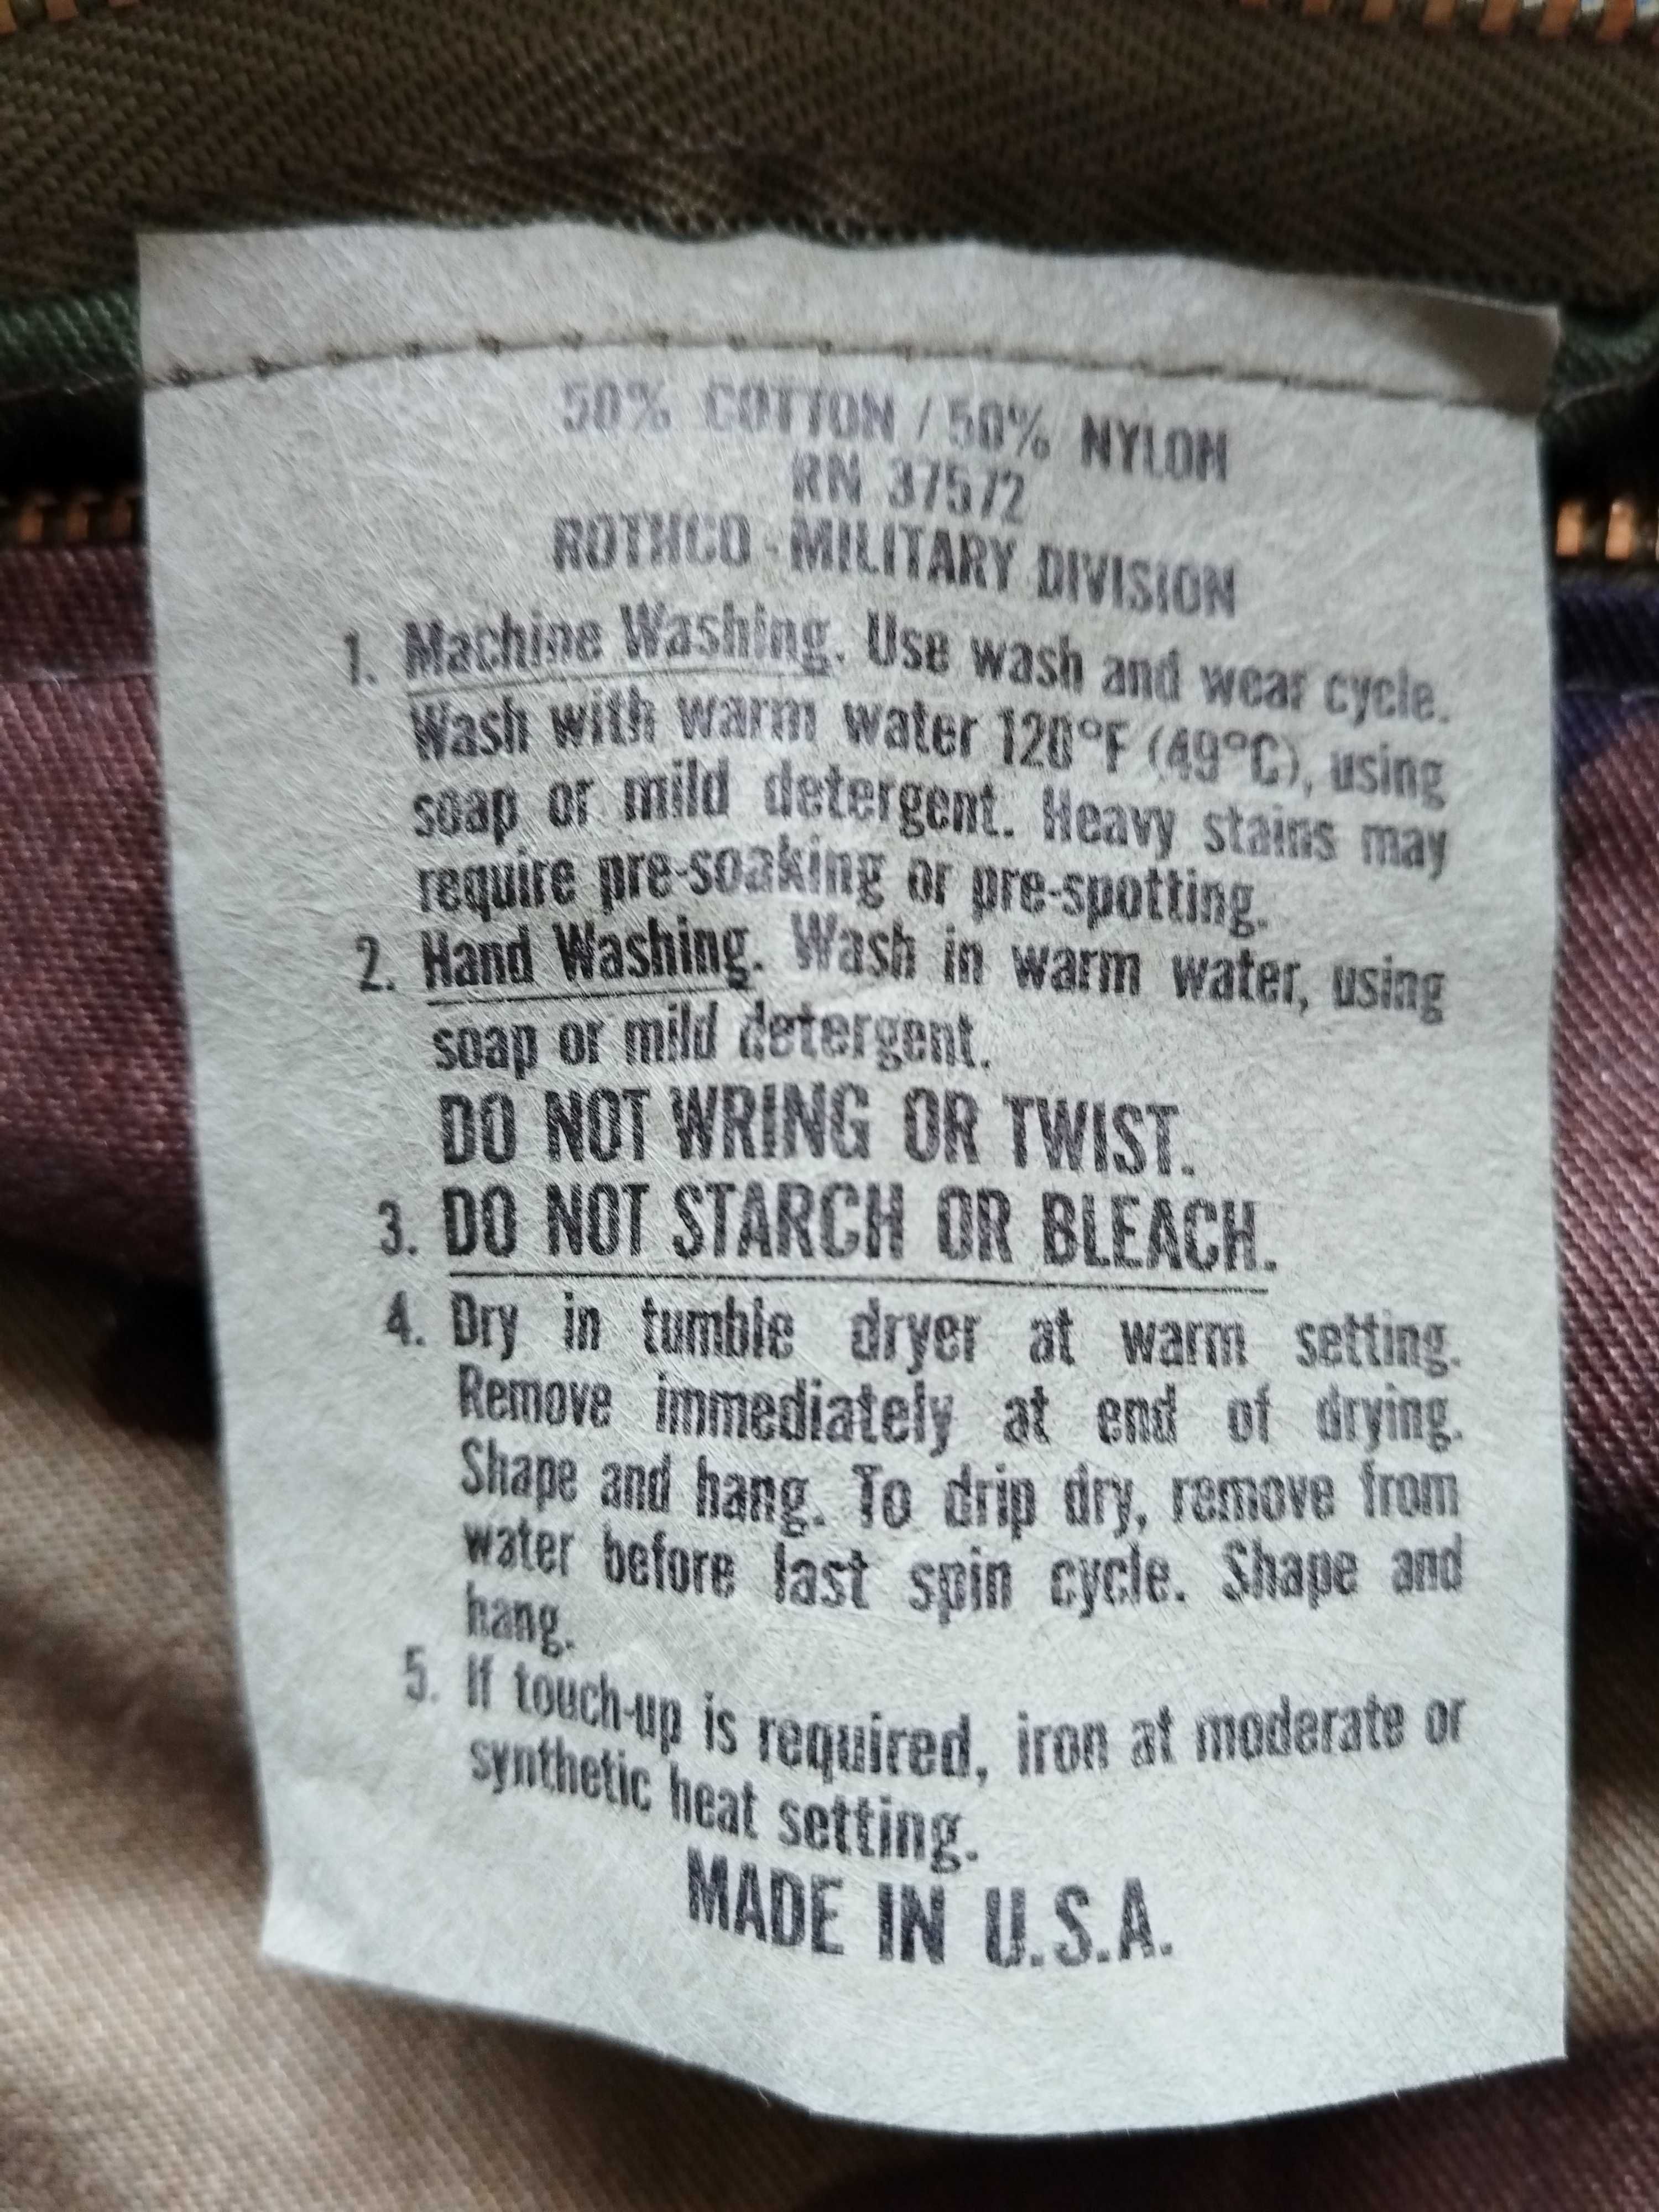 50% COTTON / 50% NYLON
RN 37572
ROTHCO - MILITARY DIVISION
1. Machine Washing. Use wash and wear cycle.
Wash with warm water 120°F (49°C), using
soap or mild detergent. Heavy stains may
require pre-soaking or pre-spotting.
2. Hand Washing. Wash in warm water, using
soap or mild detergent.
DO NOT WRING OR TWIST.
3. DO NOT STARCH OR BLEACH.
4. Dry in tumble dryer at warm setting.
Remove immediately at end of drying.
Shape and hang. To drip dry, remove from
water before last spin cycle. Shape and
hang.
5. If touch-up is required, iron at moderate or
synthetic heat setting.
MADE IN U.S.A.